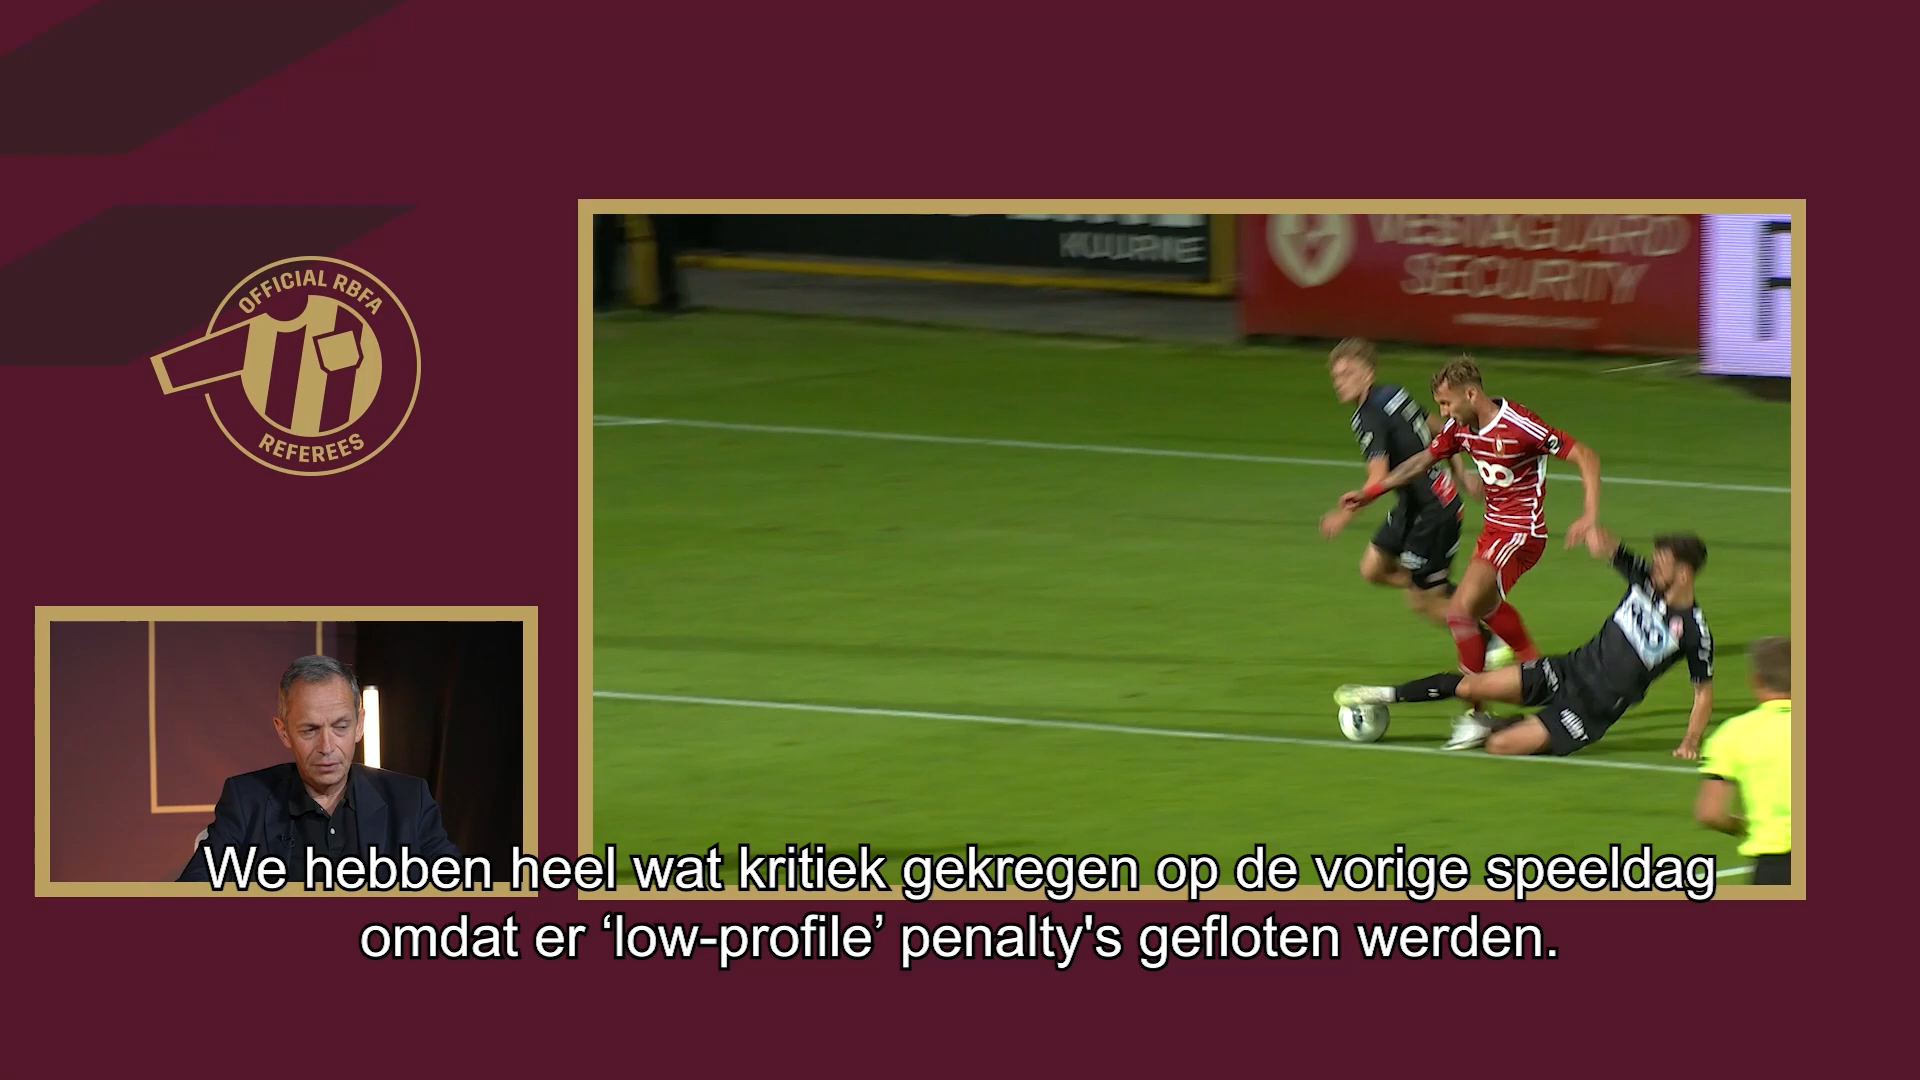 OFFICIAL RBFA
REFEREES
SECURITY
We hebben heel wat kritiek gekregen op de vorige speeldag
omdat er ‘low-profile’ penalty's gefloten werden.